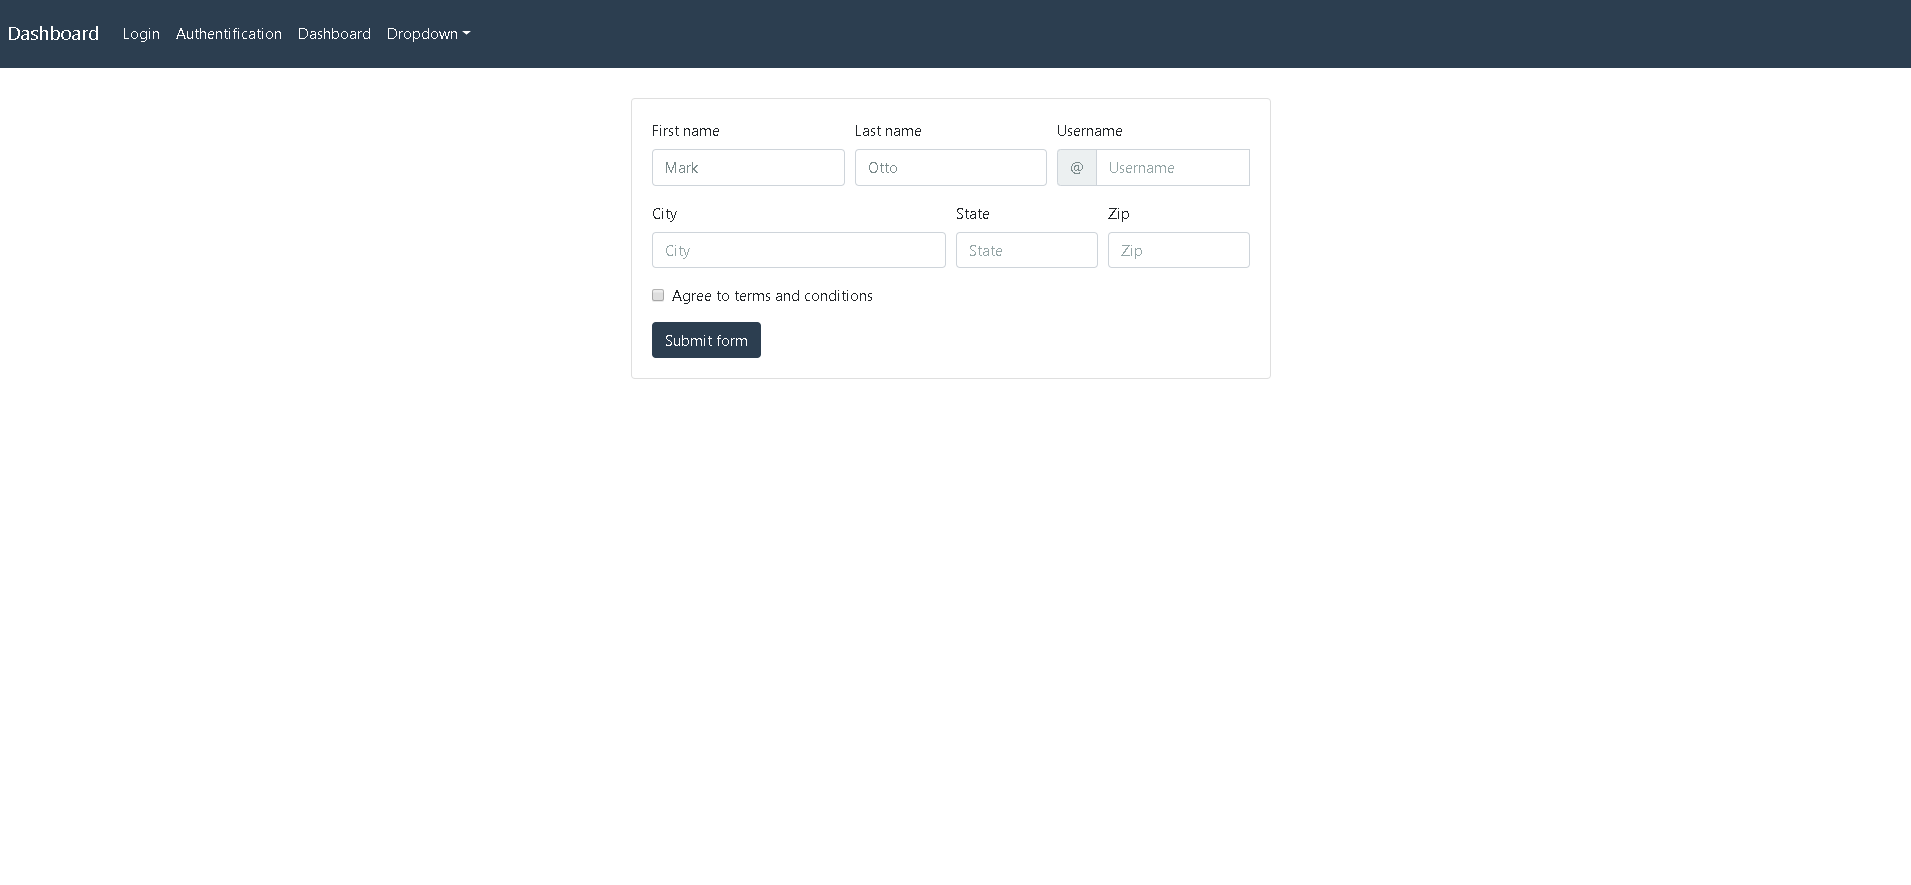 Dashboard Login Authentification Dashboard Dropdown
First name Last name Username
Mark Otto @ Username
City State Zip
City State Zip
Agree to terms and conditions
Submit form